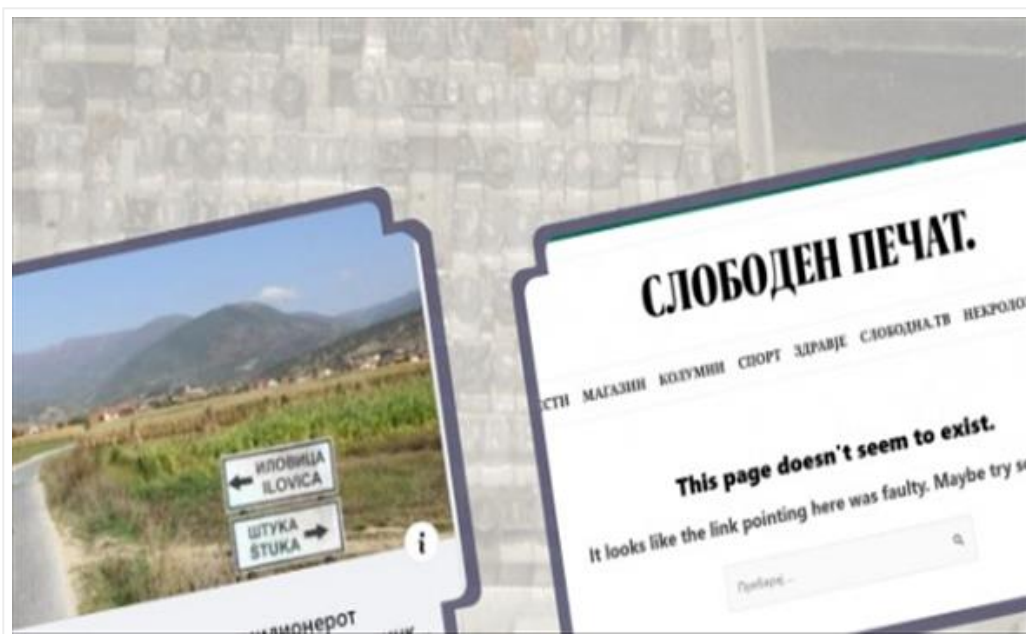 ИЛОВИЦА
ILOVICA
ШТУКА
ŠTUKA
i
СЛОБОДЕН ПЕЧАТ.
МАГАЗИН КОЛУМНИ СПОРТ ЗДРАВЈЕ СЛОБОДНА.ТВ
This page doesn't seem to exist.
It looks like the link pointing here was faulty. Maybe try
Пребарај ...